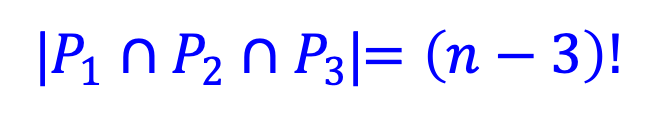 |P₁ ∩ P₂ ∩ P₃|= (n − 3)!